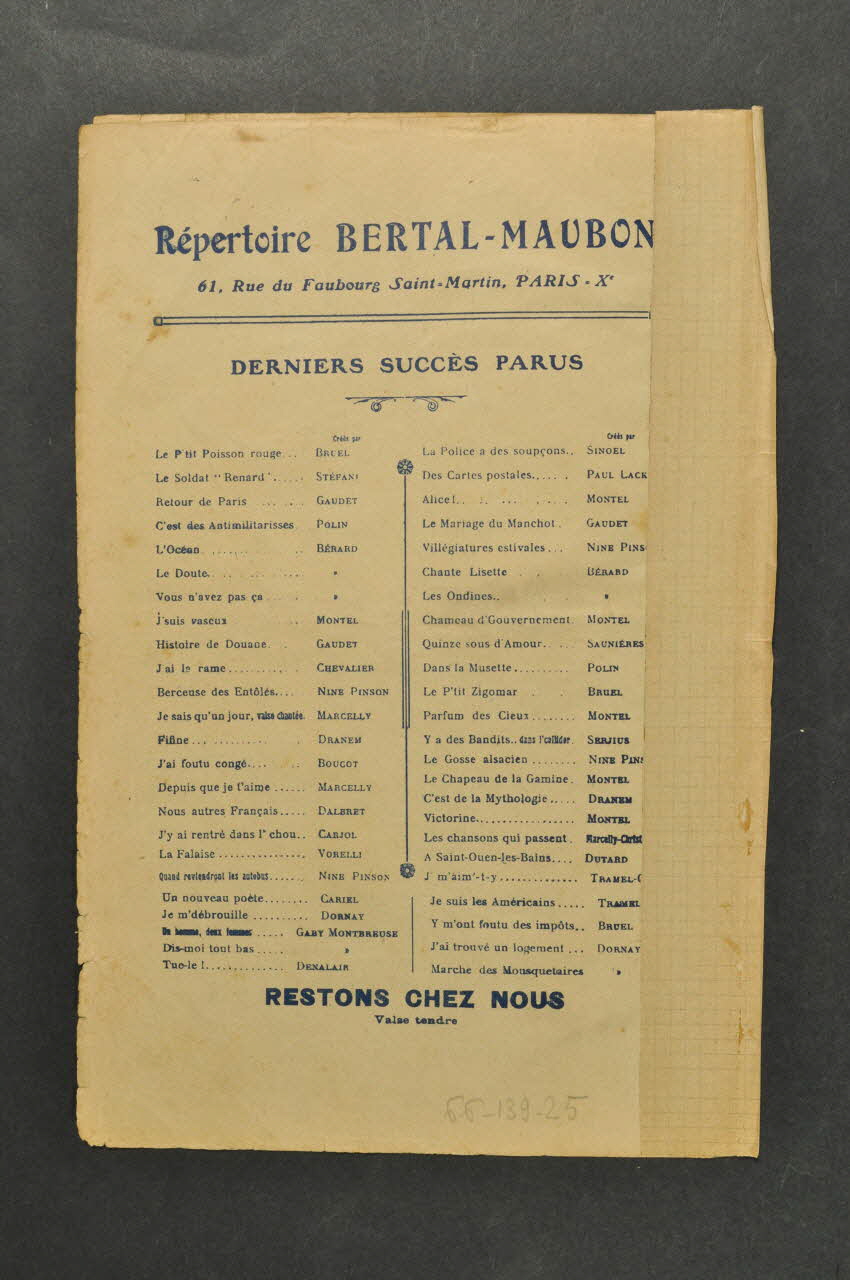 Répertoire BERTAL-MAUBON
61, Rue du Faubourg Saint-Martin, PARIS - Xe
DERNIERS SUCCÈS PARUS
Créés par
Le P'tit Poisson rouge... BRUEL
Le Soldat "Renard"..... STÉFANI
Retour de Paris ...... GAUDET
C'est des Antimilitarisses. POLIN
L'Océan ........ BÉRARD
Le Doute........ »
Vous n'avez pas ça .... »
J'suis vaseux .. MONTEL
Histoire de Douane. . GAUDET
J'ai le rame........... CHEVALIER
Berceuse des Entôlés.... NINE PINSON
Je sais qu'un jour, valse chantée. MARCELLY
Fifine ............ DRANEM
J'ai foutu congé.... .. BOUCOT
Depuis que je t'aime ...... MARCELLY
Nous autres Français..... DALBRET
J'y ai rentré dans l' chou.. CARJOL
La Falaise ............... VORELLI
Quand reviendront les autobus....... NINE PINSON
Un nouveau poète........ CARIEL
Je m'débrouille .......... DORNAY
Un homme, deux femmes ..... GABY MONTBREUSE
Dis-moi tout bas ..... »
Tue-le !............. DENALAIR
Créés par
La Police a des soupçons.. SINOEL
Des Cartes postales...... PAUL LACK
Alice!.. .. ... .... MONTEL
Le Mariage du Manchot. GAUDET
Villégiatures estivales... NINE PINS
Chante Lisette . . BÉRARD
Les Ondines.. . . »
Chameau d'Gouvernement. MONTEL
Quinze sous d'Amour.. ... SAUNIÈRES
Dans la Musette.......... POLIN
Le P'tit Zigomar . . BRUEL
Parfum des Cieux........ MONTEL
Y a des Bandits.. dans l'califidor. SERJIUS
Le Gosse alsacien ........ NINE PINS
Le Chapeau de la Gamine. MONTEL
C'est de la Mythologie..... DRANEM
Victorine................. MONTEL
Les chansons qui passent. Marcelly-Christ
A Saint-Ouen-les-Bains.... DUTARD
J' m'aim'-t-y.............. TRAMEL-
Je suis les Américains..... TRAMEL
Y m'ont foutu des impôts.. BRUEL
J'ai trouvé un logement... DORNAY
Marche des Mousquetaires »
RESTONS CHEZ NOUS
Valse tendre
66-139-25